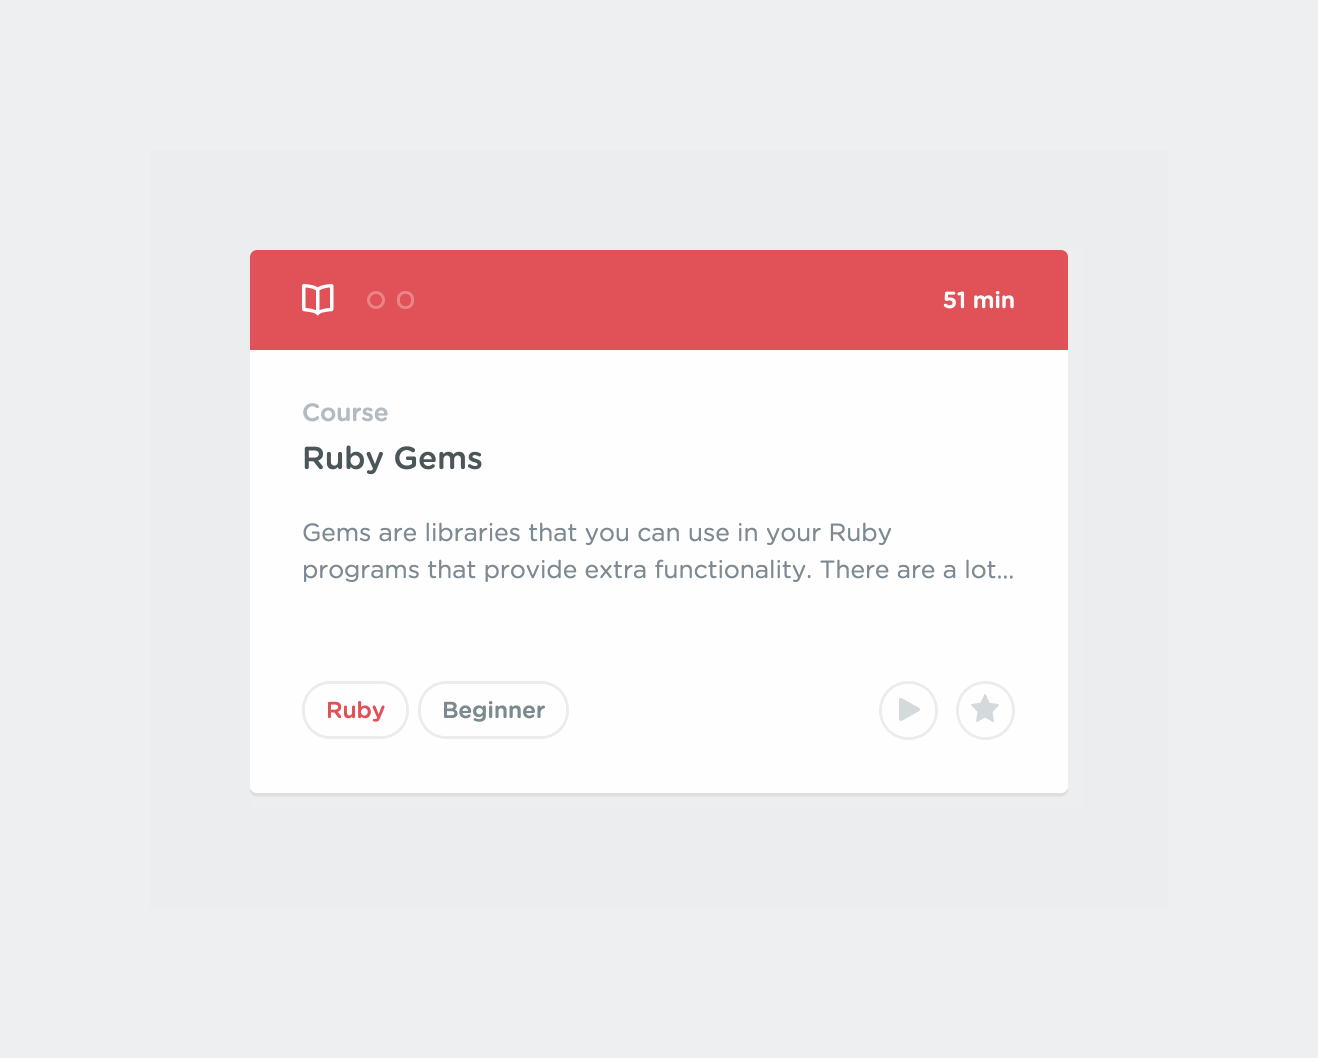 51 min
Course
Ruby Gems
Gems are libraries that you can use in your Ruby
programs that provide extra functionality. There are a lot...
Ruby
Beginner